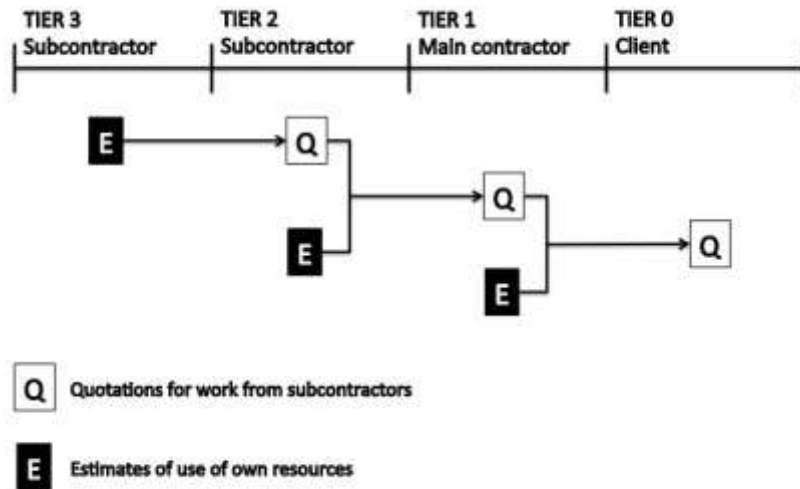 TIER 3 TIER 2 TIER 1 TIER 0
Subcontractor Subcontractor Main contractor Client
E Q
Q
Q
E
E
Q Quotations for work from subcontractors
E Estimates of use of own resources